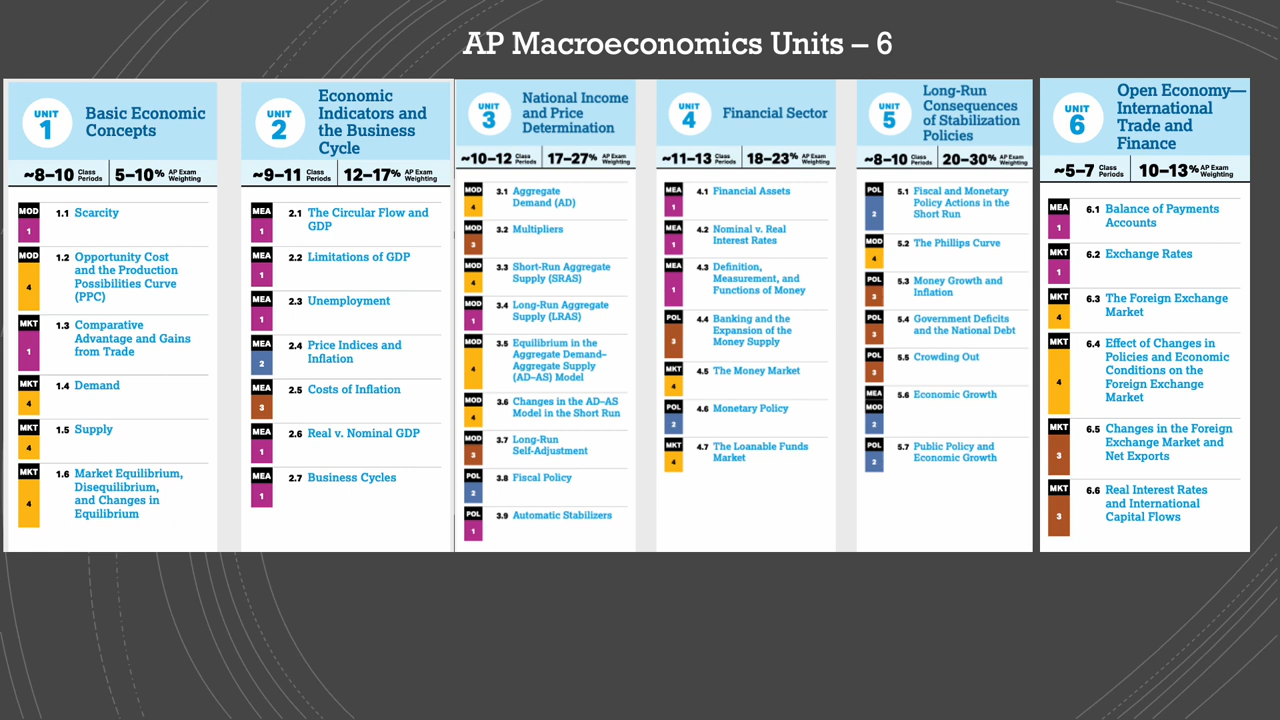 AP Macroeconomics Units – 6
UNIT
1
Basic Economic
Concepts
~8–10 Class
Periods
5–10% AP Exam
Weighting
MOD
1
1.1 Scarcity
MOD
4
1.2 Opportunity Cost
and the Production
Possibilities Curve
(PPC)
MKT
1
1.3 Comparative
Advantage and Gains
from Trade
MKT
4
1.4 Demand
MKT
4
1.5 Supply
MKT
4
1.6 Market Equilibrium,
Disequilibrium,
and Changes in
Equilibrium
UNIT
2
Economic
Indicators and
the Business
Cycle
~9–11 Class
Periods
12–17% AP Exam
Weighting
MEA
1
2.1 The Circular Flow and
GDP
MEA
1
2.2 Limitations of GDP
MEA
1
2.3 Unemployment
MEA
2
2.4 Price Indices and
Inflation
MEA
3
2.5 Costs of Inflation
MEA
1
2.6 Real v. Nominal GDP
MEA
1
2.7 Business Cycles
UNIT
3
National Income
and Price
Determination
~10–12 Class
Periods
17–27% AP Exam
Weighting
MOD
4
3.1 Aggregate
Demand (AD)
MOD
3
3.2 Multipliers
MOD
4
3.3 Short-Run Aggregate
Supply (SRAS)
MOD
1
3.4 Long-Run Aggregate
Supply (LRAS)
MOD
4
3.5 Equilibrium in the
Aggregate Demand–
Aggregate Supply
(AD–AS) Model
MOD
4
3.6 Changes in the AD–AS
Model in the Short Run
MOD
3
3.7 Long-Run
Self-Adjustment
POL
2
3.8 Fiscal Policy
POL
1
3.9 Automatic Stabilizers
UNIT
4
Financial Sector
~11–13 Class
Periods
18–23% AP Exam
Weighting
MEA
1
4.1 Financial Assets
MEA
1
4.2 Nominal v. Real
Interest Rates
MEA
1
4.3 Definition,
Measurement, and
Functions of Money
POL
3
4.4 Banking and the
Expansion of the
Money Supply
MKT
4
4.5 The Money Market
POL
2
4.6 Monetary Policy
MKT
4
4.7 The Loanable Funds
Market
UNIT
5
Long-Run
Consequences
of Stabilization
Policies
~8–10 Class
Periods
20–30% AP Exam
Weighting
POL
2
5.1 Fiscal and Monetary
Policy Actions in the
Short Run
MOD
4
5.2 The Phillips Curve
POL
3
5.3 Money Growth and
Inflation
POL
3
5.4 Government Deficits
and the National Debt
POL
3
5.5 Crowding Out
MEA
MOD
2
5.6 Economic Growth
POL
2
5.7 Public Policy and
Economic Growth
UNIT
6
Open Economy—
International
Trade and
Finance
~5–7 Class
Periods
10–13% AP Exam
Weighting
MEA
1
6.1 Balance of Payments
Accounts
MKT
1
6.2 Exchange Rates
MKT
4
6.3 The Foreign Exchange
Market
MKT
4
6.4 Effect of Changes in
Policies and Economic
Conditions on the
Foreign Exchange
Market
MKT
3
6.5 Changes in the Foreign
Exchange Market and
Net Exports
MKT
3
6.6 Real Interest Rates
and International
Capital Flows